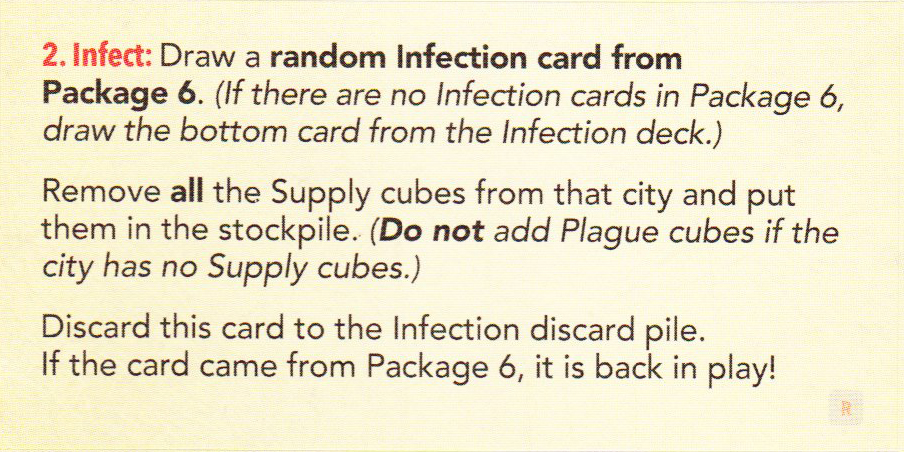 2. Infect: Draw a random Infection card from
Package 6. (If there are no Infection cards in Package 6,
draw the bottom card from the Infection deck.)
Remove all the Supply cubes from that city and put
them in the stockpile. (Do not add Plague cubes if the
city has no Supply cubes.)
Discard this card to the Infection discard pile.
If the card came from Package 6, it is back in play!
R